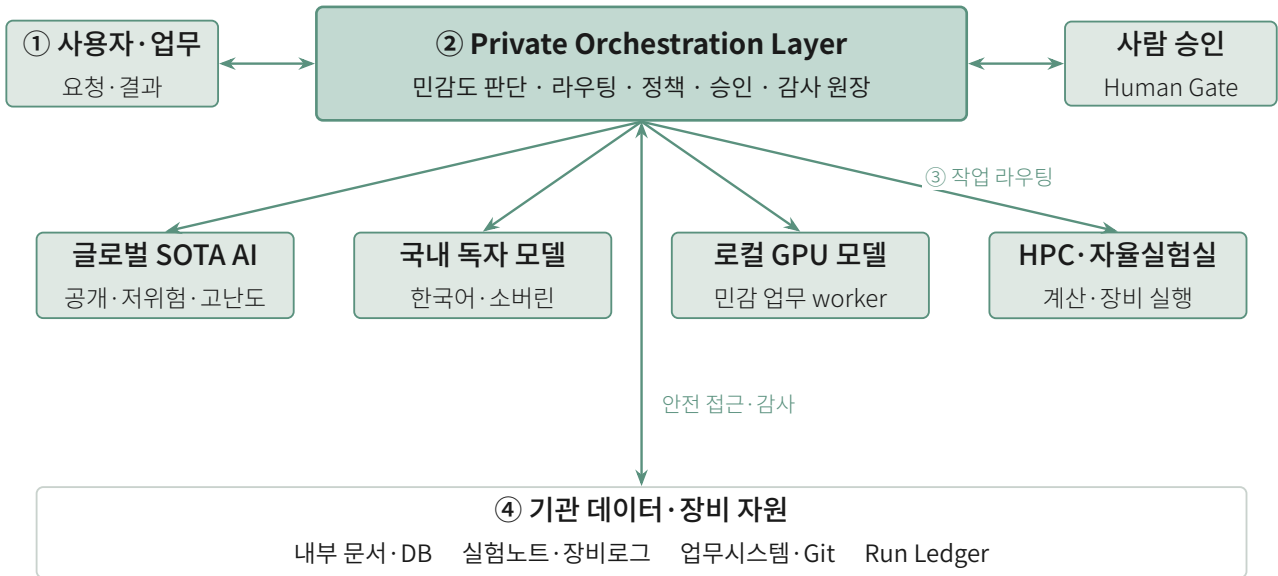 ① 사용자·업무
요청·결과
② Private Orchestration Layer
민감도 판단 · 라우팅 · 정책 · 승인 · 감사 원장
사람 승인
Human Gate
③ 작업 라우팅
글로벌 SOTA AI
공개·저위험·고난도
국내 독자 모델
한국어·소버린
로컬 GPU 모델
민감 업무 worker
HPC·자율실험실
계산·장비 실행
안전 접근·감사
④ 기관 데이터·장비 자원
내부 문서·DB 실험노트·장비로그 업무시스템·Git Run Ledger